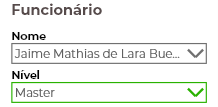 Funcionário
Nome
Jaime Mathias de Lara Bue...
Nível
Master